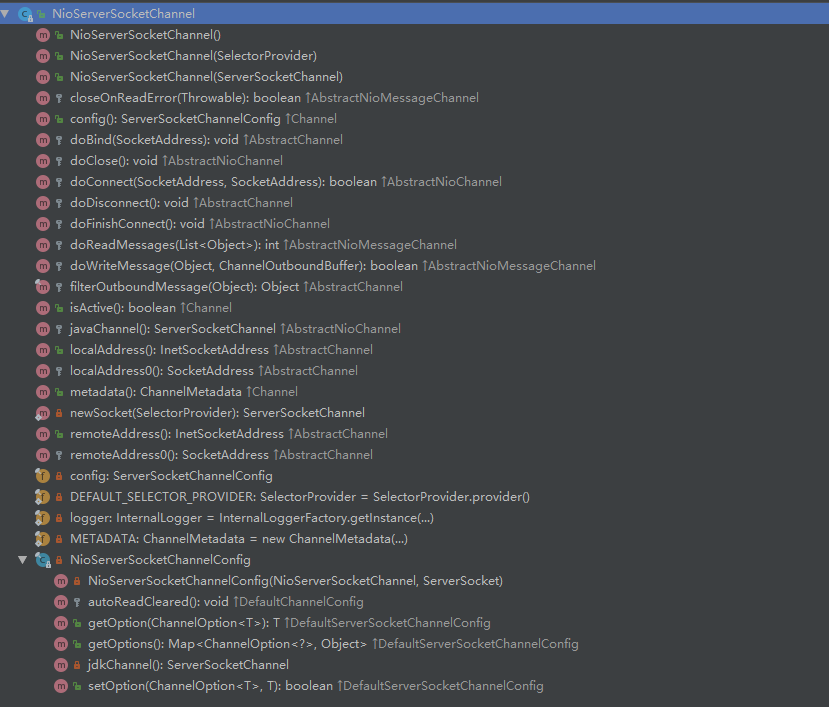 NioServerSocketChannel
NioServerSocketChannel()
NioServerSocketChannel(SelectorProvider)
NioServerSocketChannel(ServerSocketChannel)
closeOnReadError(Throwable): boolean ↑AbstractNioMessageChannel
config(): ServerSocketChannelConfig ↑Channel
doBind(SocketAddress): void ↑AbstractChannel
doClose(): void ↑AbstractNioChannel
doConnect(SocketAddress, SocketAddress): boolean ↑AbstractNioChannel
doDisconnect(): void ↑AbstractChannel
doFinishConnect(): void ↑AbstractNioChannel
doReadMessages(List<Object>): int ↑AbstractNioMessageChannel
doWriteMessage(Object, ChannelOutboundBuffer): boolean ↑AbstractNioMessageChannel
filterOutboundMessage(Object): Object ↑AbstractChannel
isActive(): boolean ↑Channel
javaChannel(): ServerSocketChannel ↑AbstractNioChannel
localAddress(): InetSocketAddress ↑AbstractChannel
localAddress0(): SocketAddress ↑AbstractChannel
metadata(): ChannelMetadata ↑Channel
newSocket(SelectorProvider): ServerSocketChannel
remoteAddress(): InetSocketAddress ↑AbstractChannel
remoteAddress0(): SocketAddress ↑AbstractChannel
config: ServerSocketChannelConfig
DEFAULT_SELECTOR_PROVIDER: SelectorProvider = SelectorProvider.provider()
logger: InternalLogger = InternalLoggerFactory.getInstance(...)
METADATA: ChannelMetadata = new ChannelMetadata(...)
NioServerSocketChannelConfig
NioServerSocketChannelConfig(NioServerSocketChannel, ServerSocket)
autoReadCleared(): void ↑DefaultChannelConfig
getOption(ChannelOption<T>): T ↑DefaultServerSocketChannelConfig
getOptions(): Map<ChannelOption<?>, Object> ↑DefaultServerSocketChannelConfig
jdkChannel(): ServerSocketChannel
setOption(ChannelOption<T>, T): boolean ↑DefaultServerSocketChannelConfig